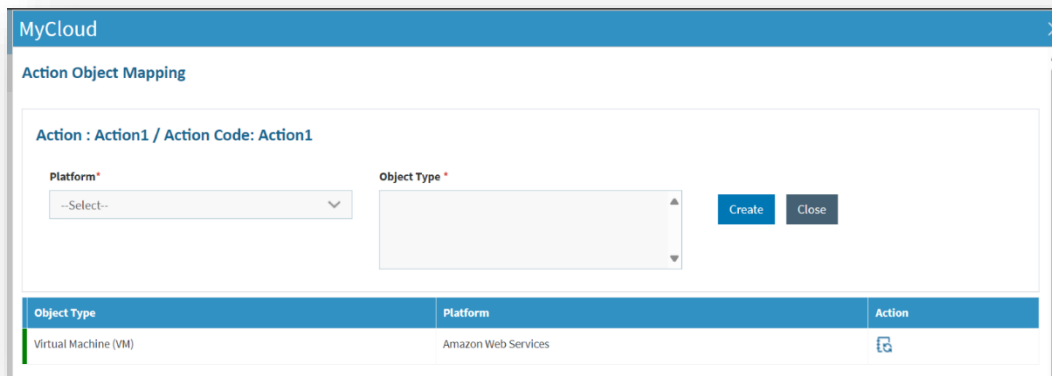 MyCloud
Action Object Mapping
Action : Action1 / Action Code: Action1
Platform*
Object Type *
--Select--
Create
Close
Object Type Platform Action
Virtual Machine (VM) Amazon Web Services